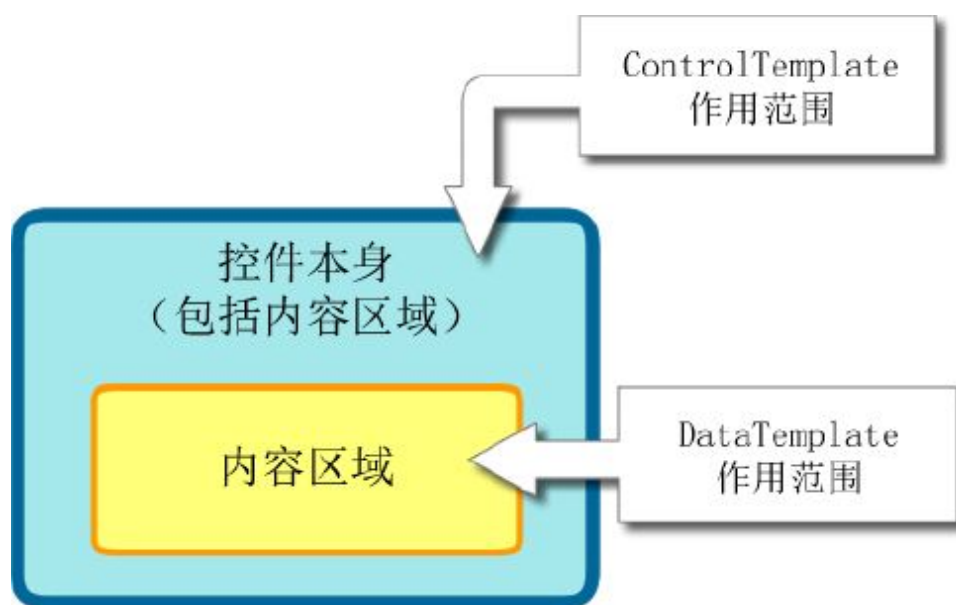 ControlTemplate
作用范围
控件本身
（包括内容区域）
内容区域
DataTemplate
作用范围